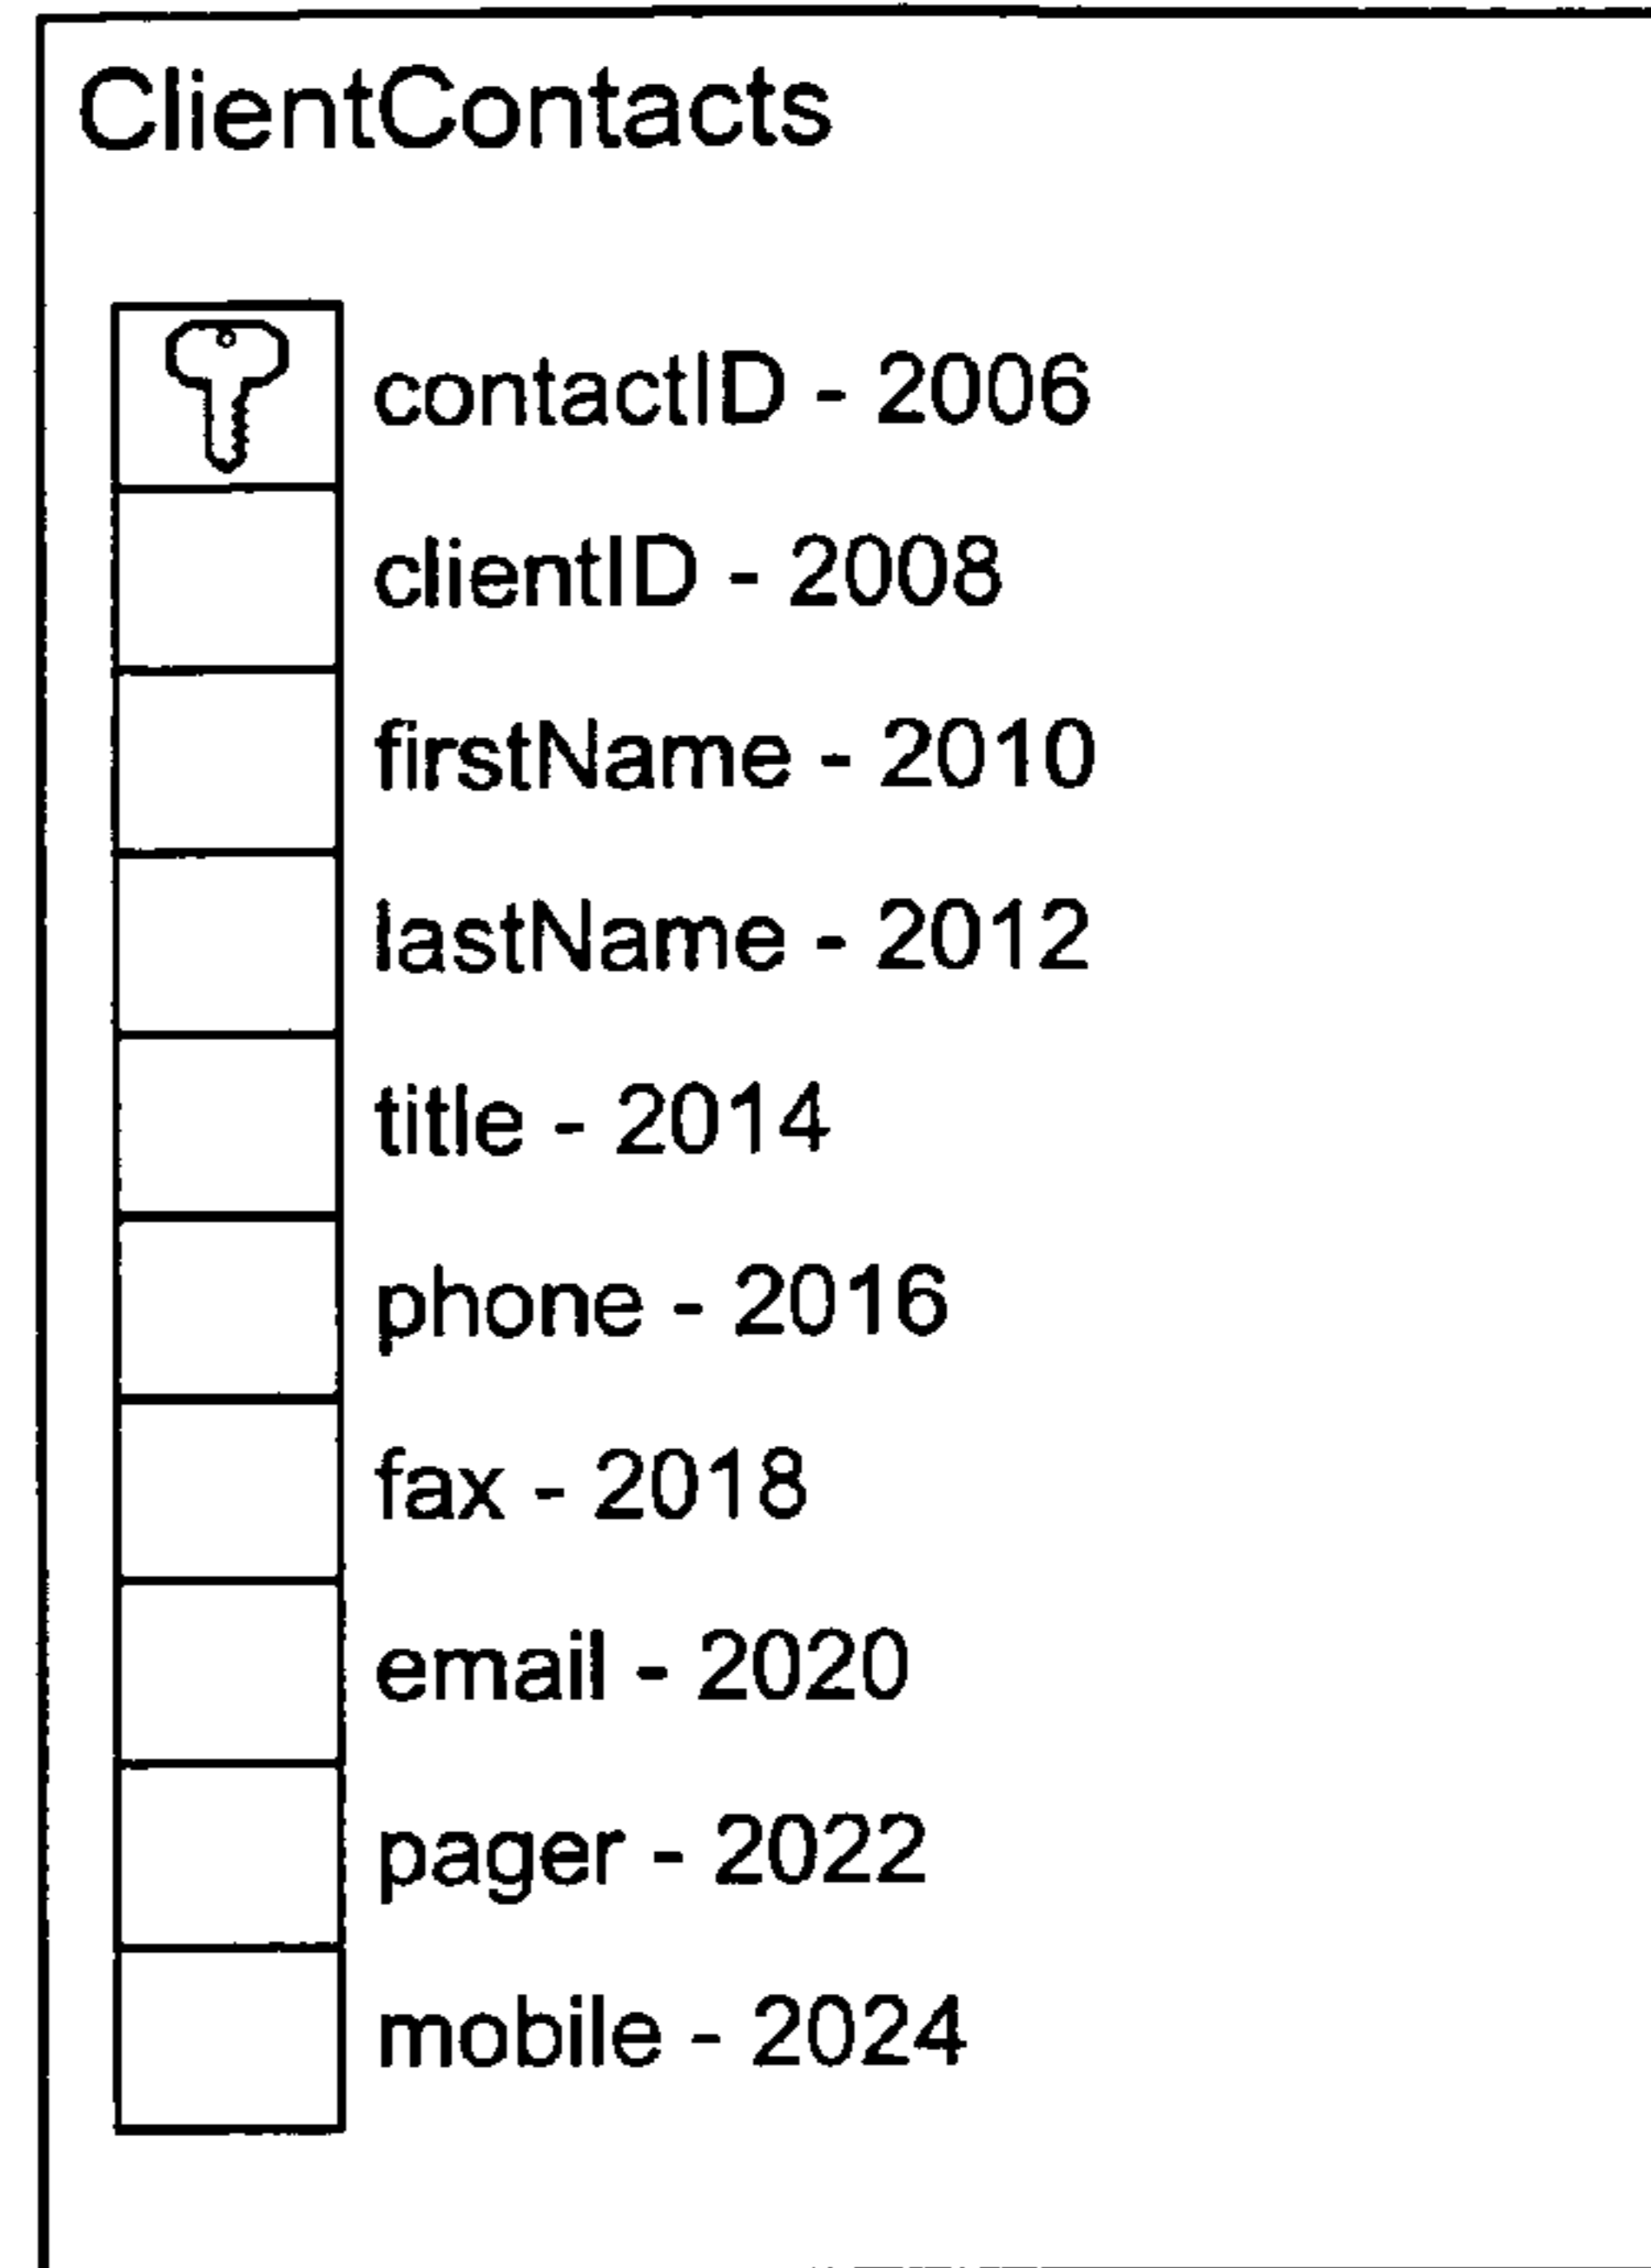 ClientContacts
contactID - 2006
clientID - 2008
firstName - 2010
lastName - 2012
title - 2014
phone - 2016
fax - 2018
email - 2020
pager - 2022
mobile - 2024